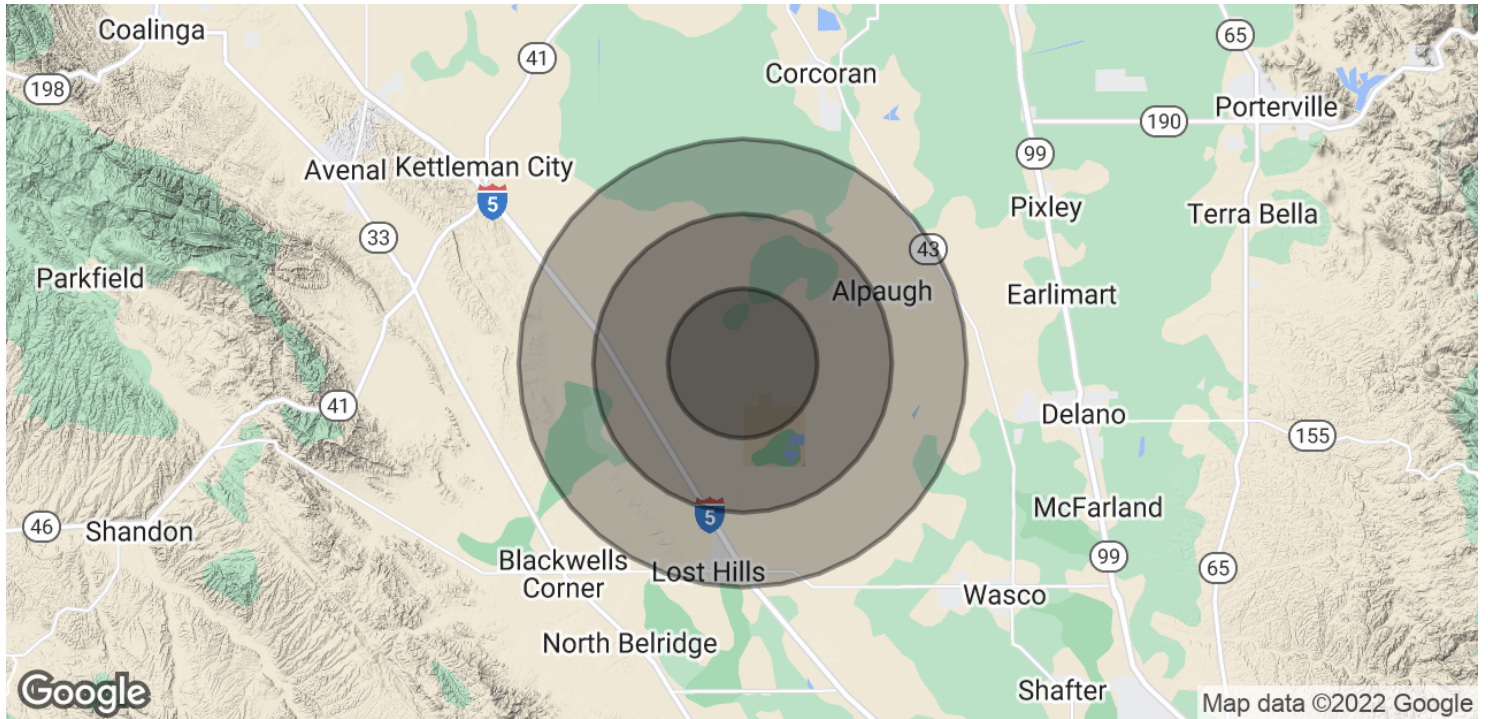 Coalinga
65
41
Corcoran
198
Porterville
190
99
Avenal
Kettleman City
5
Pixley
Terra Bella
33
43
Parkfield
Alpaugh
Earlimart
41
Delano
155
McFarland
46
5
Shandon
99
Blackwells
Corner
Lost Hills
65
Wasco
North Belridge
Shafter
Google
Map data ©2022 Google